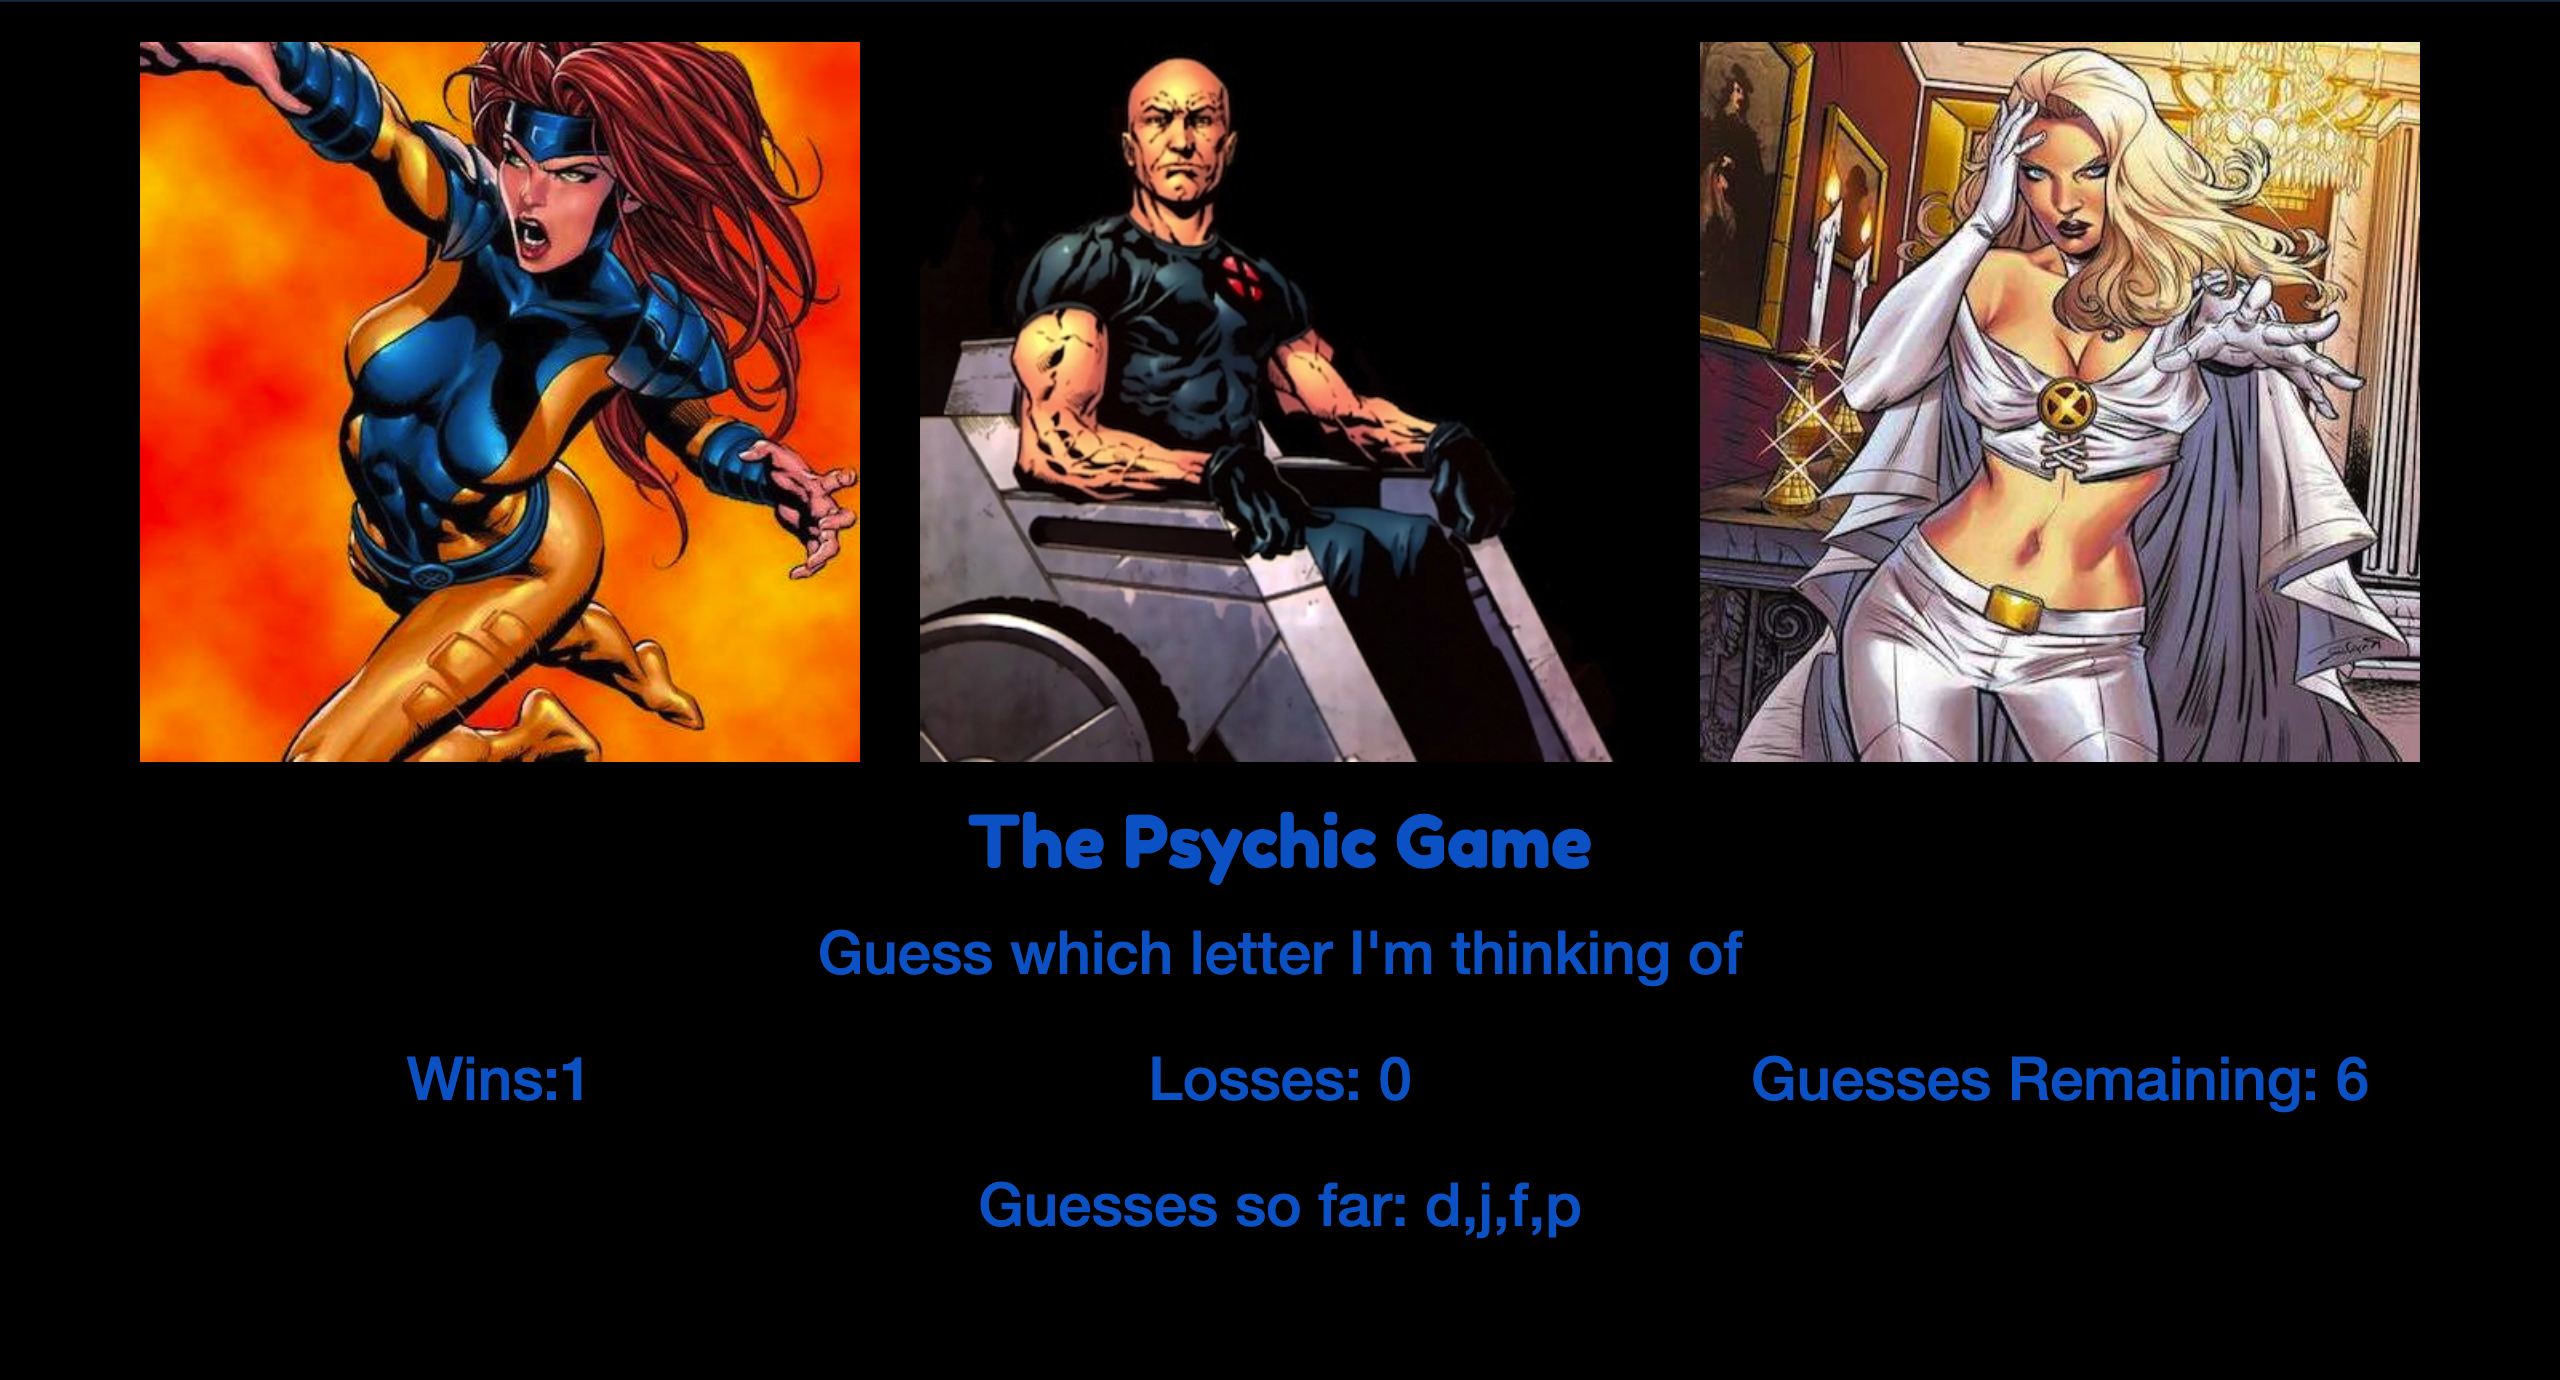 The Psychic Game
Guess which letter I'm thinking of
Wins:1
Losses: 0
Guesses Remaining: 6
Guesses so far: d,j,f,p